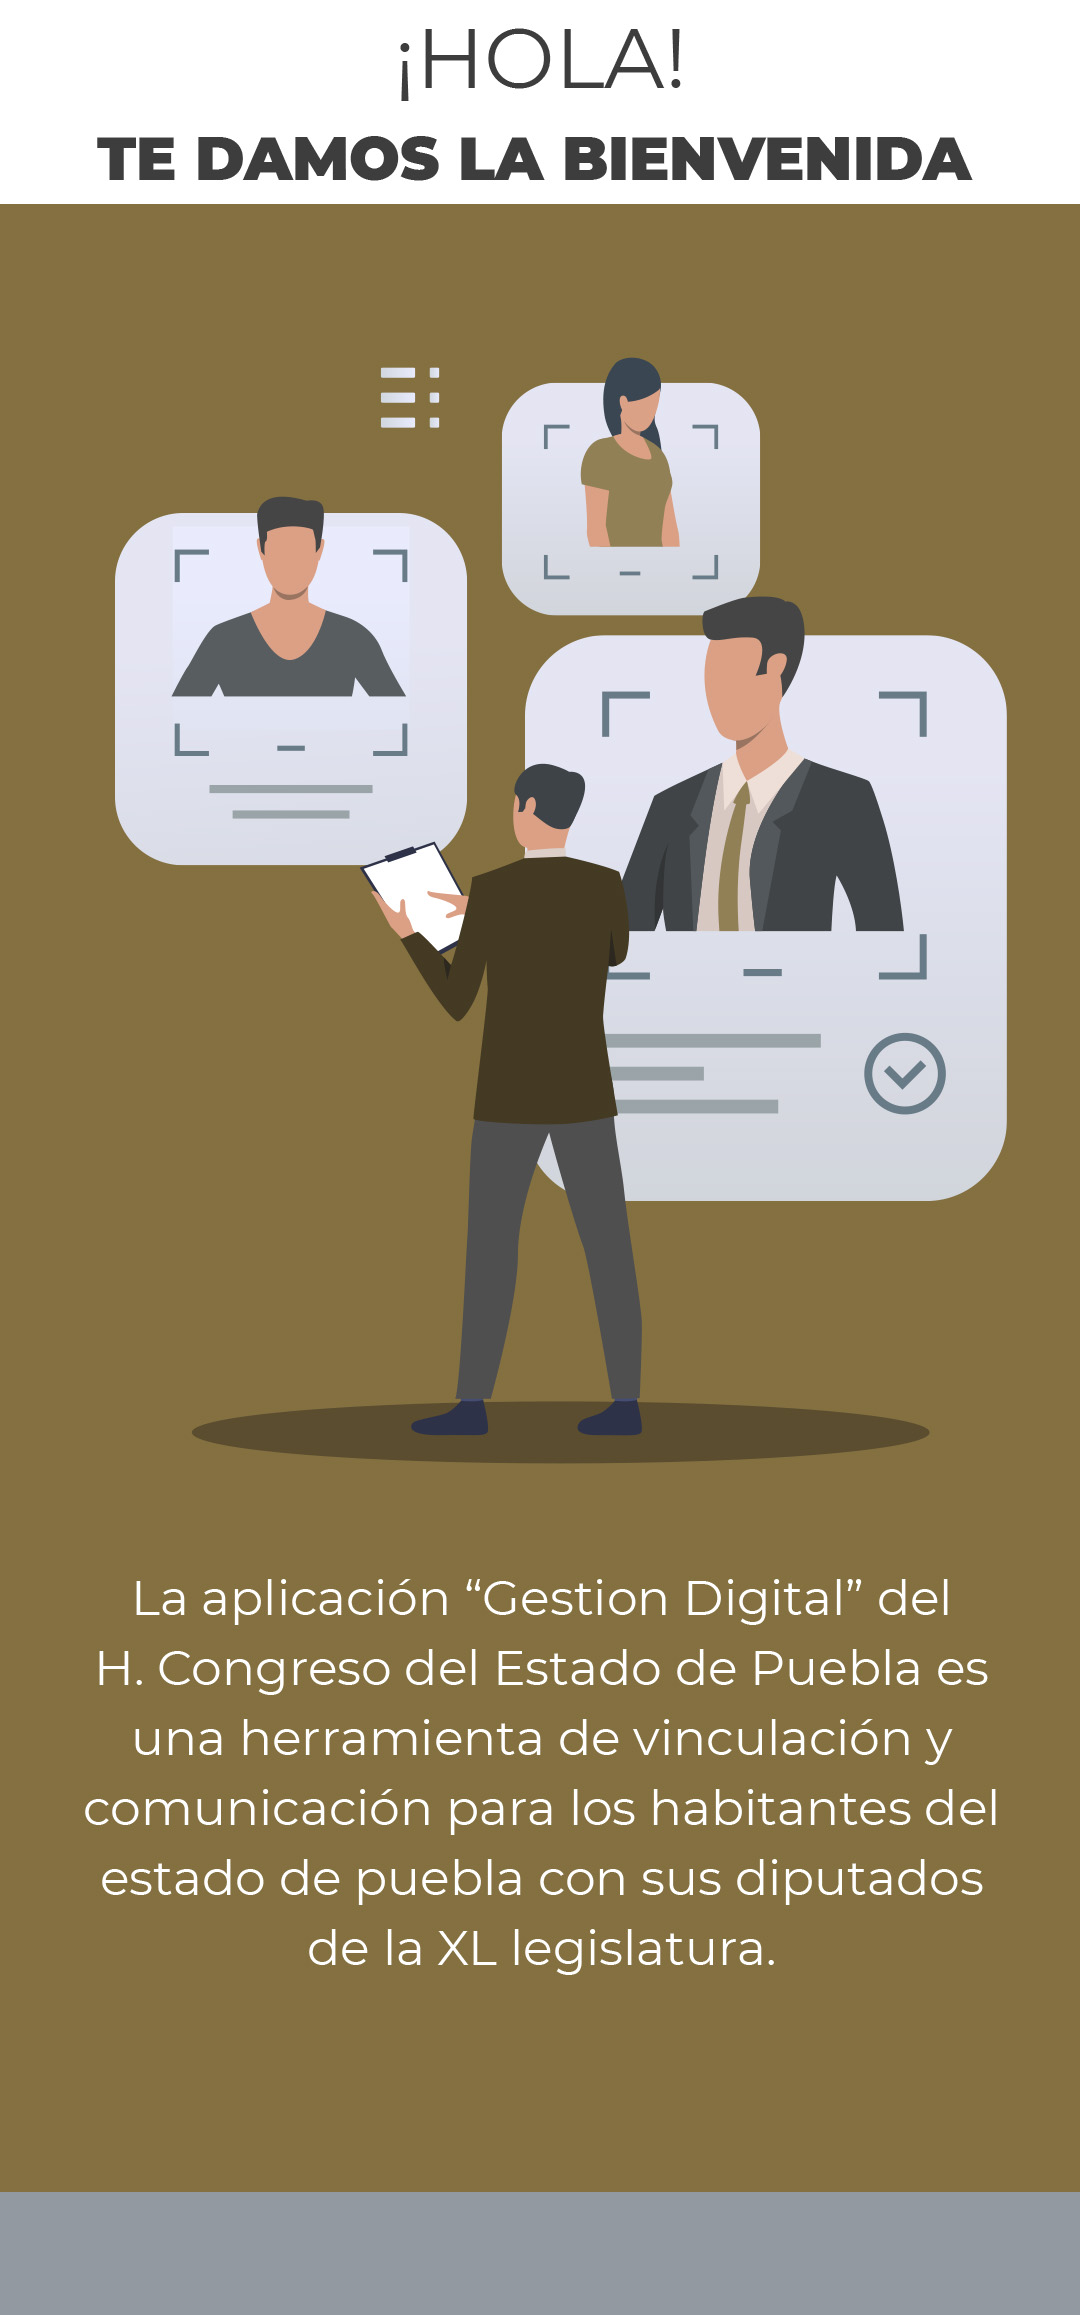 ¡HOLA!
TE DAMOS LA BIENVENIDA
La aplicación “Gestion Digital” del
H. Congreso del Estado de Puebla es
una herramienta de vinculación y
comunicación para los habitantes del
estado de puebla con sus diputados
de la XL legislatura.